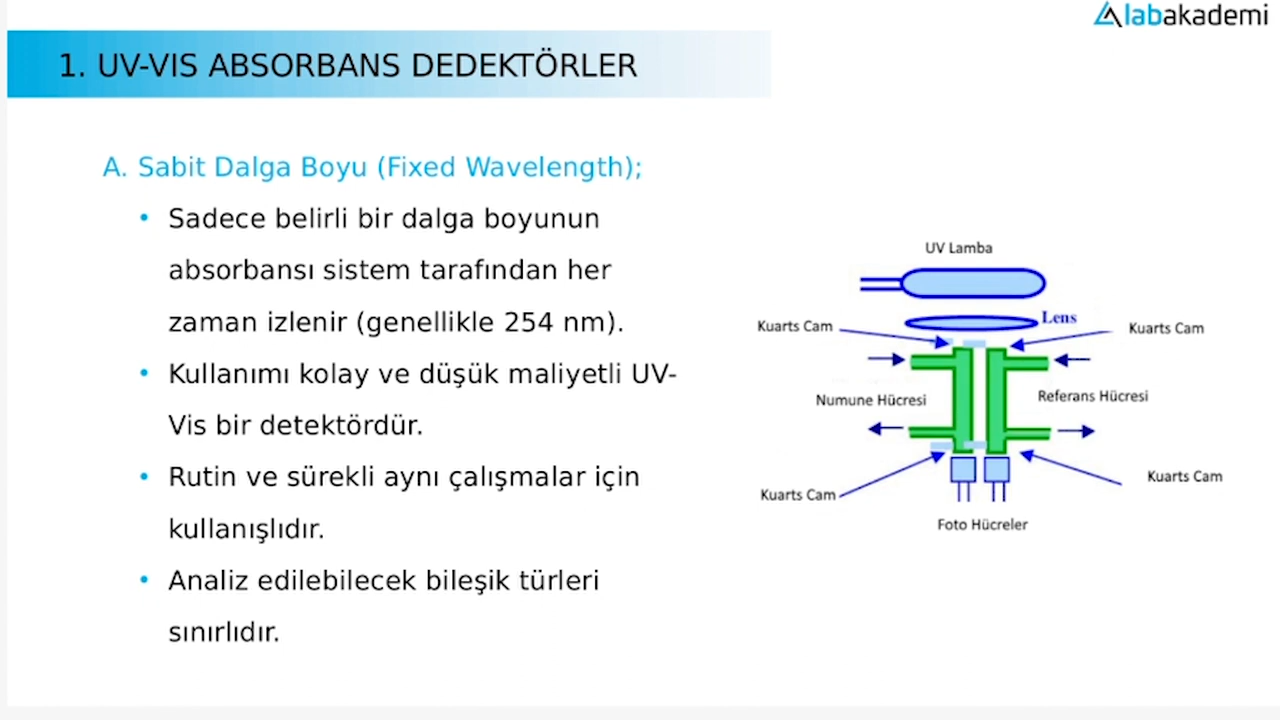 labakademi
1. UV-VIS ABSORBANS DEDEKTÖRLER
A. Sabit Dalga Boyu (Fixed Wavelength);
• Sadece belirli bir dalga boyunun
absorbansı sistem tarafından her
zaman izlenir (genellikle 254 nm).
• Kullanımı kolay ve düşük maliyetli UV-
Vis bir detektördür.
• Rutin ve sürekli aynı çalışmalar için
kullanışlıdır.
• Analiz edilebilecek bileşik türleri
sınırlıdır.
UV Lamba
Lens
Kuarts Cam
Kuarts Cam
Numune Hücresi
Referans Hücresi
Kuarts Cam
Kuarts Cam
Foto Hücreler